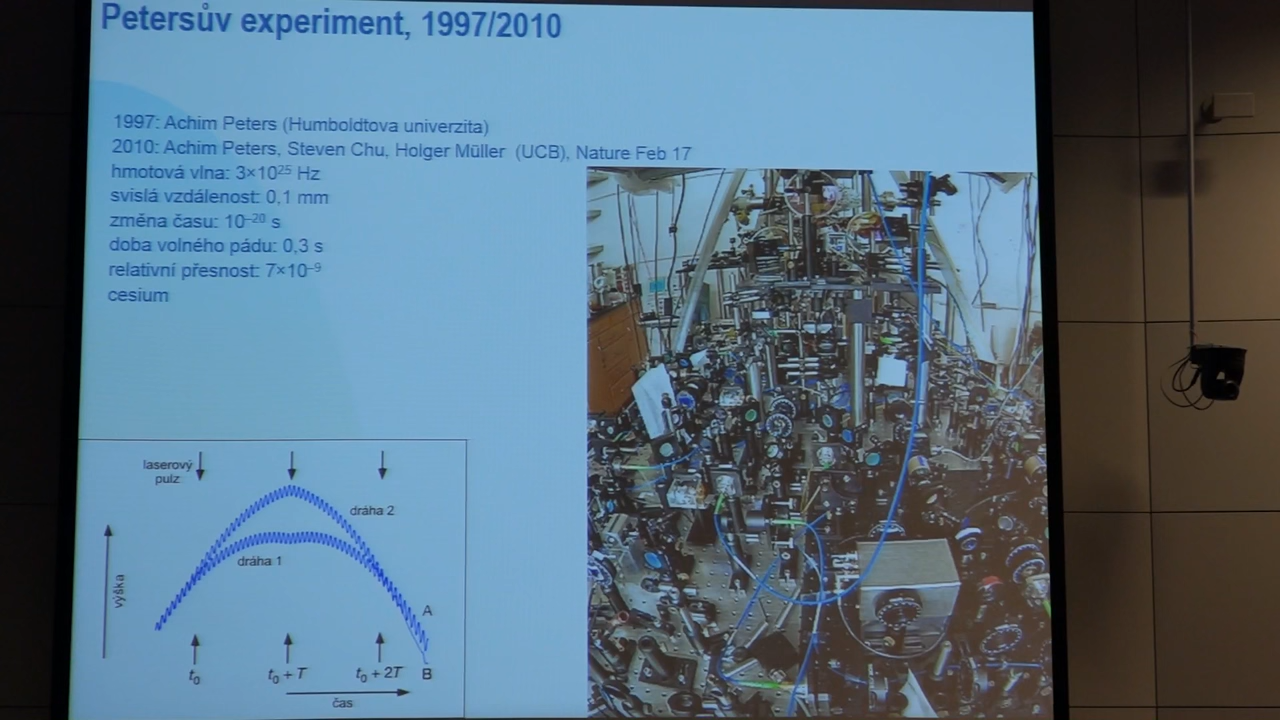 Petersův experiment, 1997/2010
1997: Achim Peters (Humboldtova univerzita)
2010: Achim Peters, Steven Chu, Holger Müller (UCB), Nature Feb 17
hmotová vlna: 3×10²⁵ Hz
svislá vzdálenost: 0,1 mm
změna času: 10⁻²⁰ s
doba volného pádu: 0,3 s
relativní přesnost: 7×10⁻⁹
cesium
laserový
pulz
dráha 2
dráha 1
výška
A
B
t₀
t₀ + T
t₀ + 2T
čas